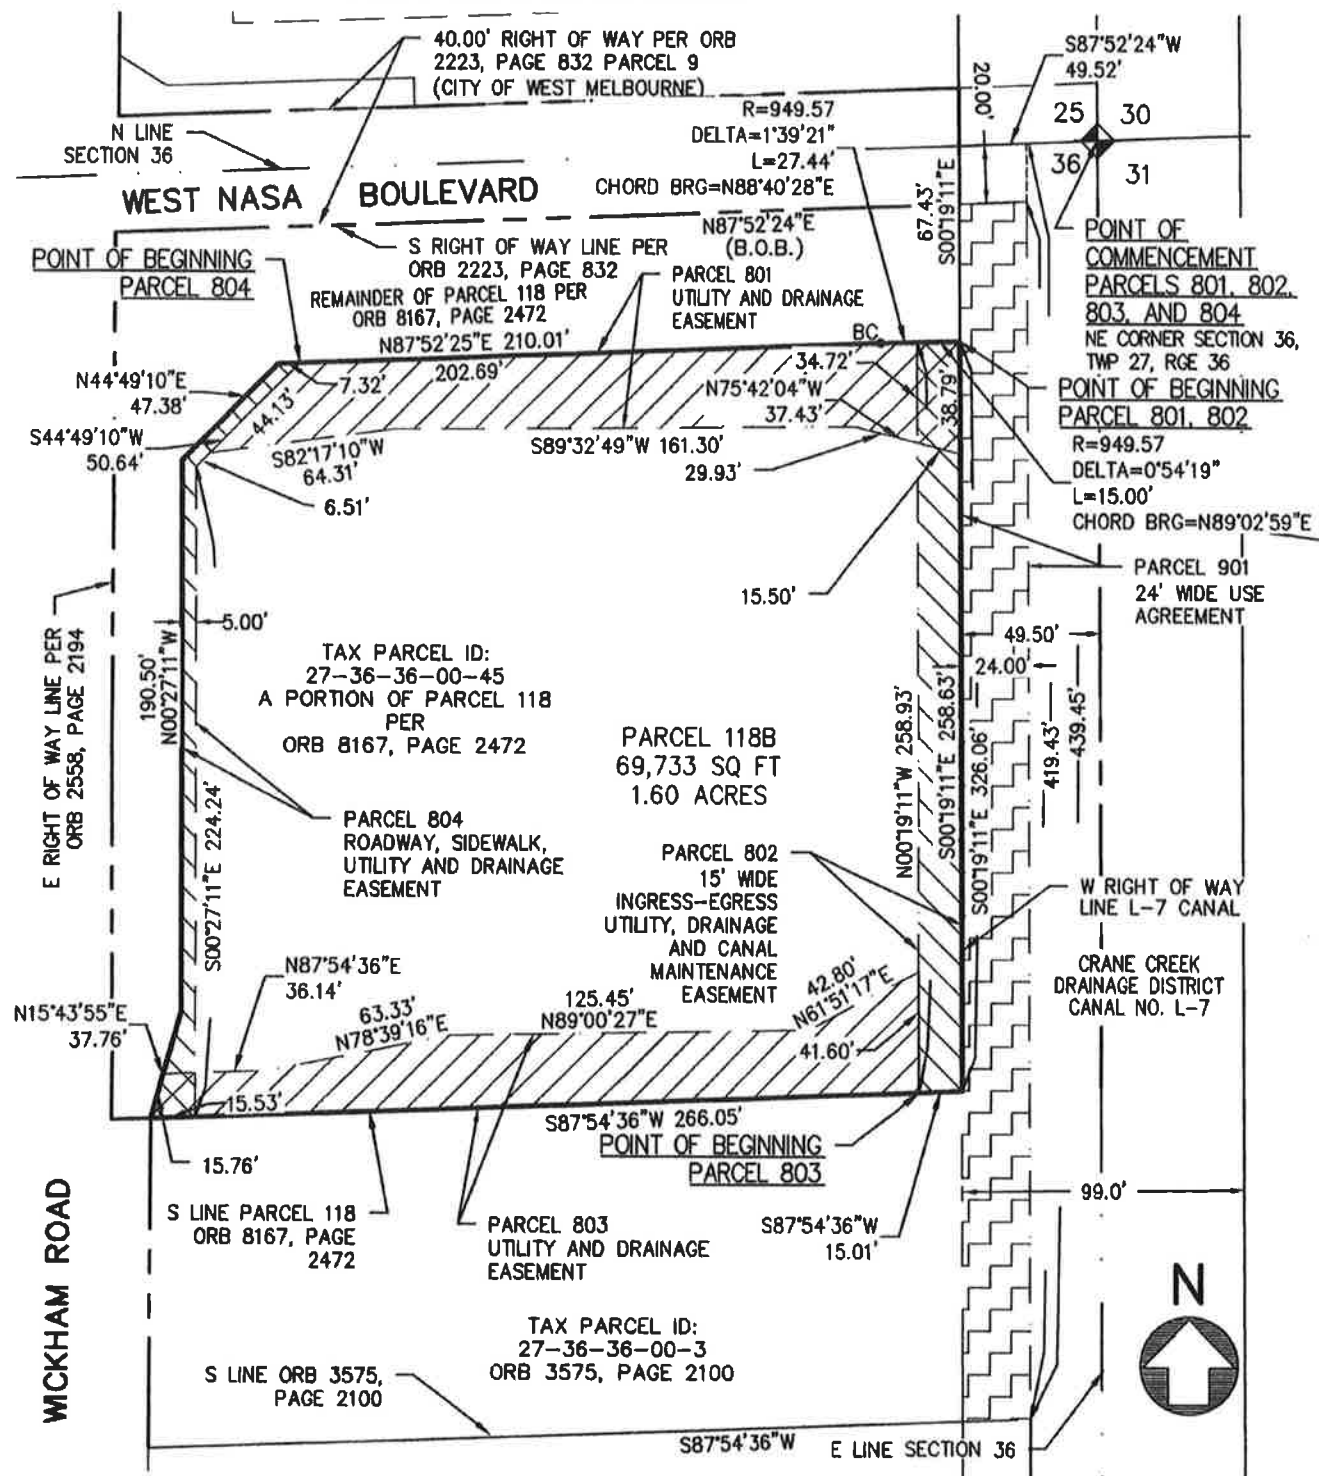 40.00' RIGHT OF WAY PER ORB
2223, PAGE 832 PARCEL 9
(CITY OF WEST MELBOURNE)
S87°52'24"W
49.52'
20.00'
25
30
36
31
N LINE
SECTION 36
R=949.57
DELTA=1°39'21"
L=27.44'
CHORD BRG=N88°40'28"E
WEST NASA BOULEVARD
N87°52'24"E
(B.O.B.)
67.43'
S00°19'11"E
S RIGHT OF WAY LINE PER
ORB 2223, PAGE 832
REMAINDER OF PARCEL 118 PER
ORB 8167, PAGE 2472
POINT OF BEGINNING
PARCEL 804
PARCEL 801
UTILITY AND DRAINAGE
EASEMENT
POINT OF
COMMENCEMENT
PARCELS 801, 802,
803, AND 804
NE CORNER SECTION 36,
TWP 27, RGE 36
N87°52'25"E 210.01'
BC
POINT OF BEGINNING
PARCEL 801, 802
R=949.57
DELTA=0°54'19"
L=15.00'
CHORD BRG=N89°02'59"E
N44°49'10"E
47.38'
7.32'
202.69'
34.72'
N75°42'04"W
37.43'
38.79'
44.13'
S44°49'10"W
50.64'
S82°17'10"W
64.31'
S89°32'49"W 161.30'
29.93'
6.51'
15.50'
PARCEL 901
24' WIDE USE
AGREEMENT
5.00'
49.50'
24.00'
E RIGHT OF WAY LINE PER
ORB 2558, PAGE 2194
190.50'
N00°27'11"W
TAX PARCEL ID:
27-36-36-00-45
A PORTION OF PARCEL 118
PER
ORB 8167, PAGE 2472
PARCEL 118B
69,733 SQ FT
1.60 ACRES
N00°19'11"W 258.93'
S00°19'11"E 258.63'
S00°19'11"E 326.06'
419.43'
439.45'
S00°27'11"E 224.24'
PARCEL 804
ROADWAY, SIDEWALK,
UTILITY AND DRAINAGE
EASEMENT
PARCEL 802
15' WIDE
INGRESS-EGRESS
UTILITY, DRAINAGE
AND CANAL
MAINTENANCE
EASEMENT
W RIGHT OF WAY
LINE L-7 CANAL
CRANE CREEK
DRAINAGE DISTRICT
CANAL NO. L-7
N87°54'36"E
36.14'
N15°43'55"E
37.76'
63.33'
N78°39'16"E
125.45'
N89°00'27"E
42.80'
N61°51'17"E
41.60'
15.53'
S87°54'36"W 266.05'
POINT OF BEGINNING
PARCEL 803
15.76'
99.0'
WICKHAM ROAD
S LINE PARCEL 118
ORB 8167, PAGE
2472
PARCEL 803
UTILITY AND DRAINAGE
EASEMENT
S87°54'36"W
15.01'
N
TAX PARCEL ID:
27-36-36-00-3
ORB 3575, PAGE 2100
S LINE ORB 3575,
PAGE 2100
S87°54'36"W
E LINE SECTION 36